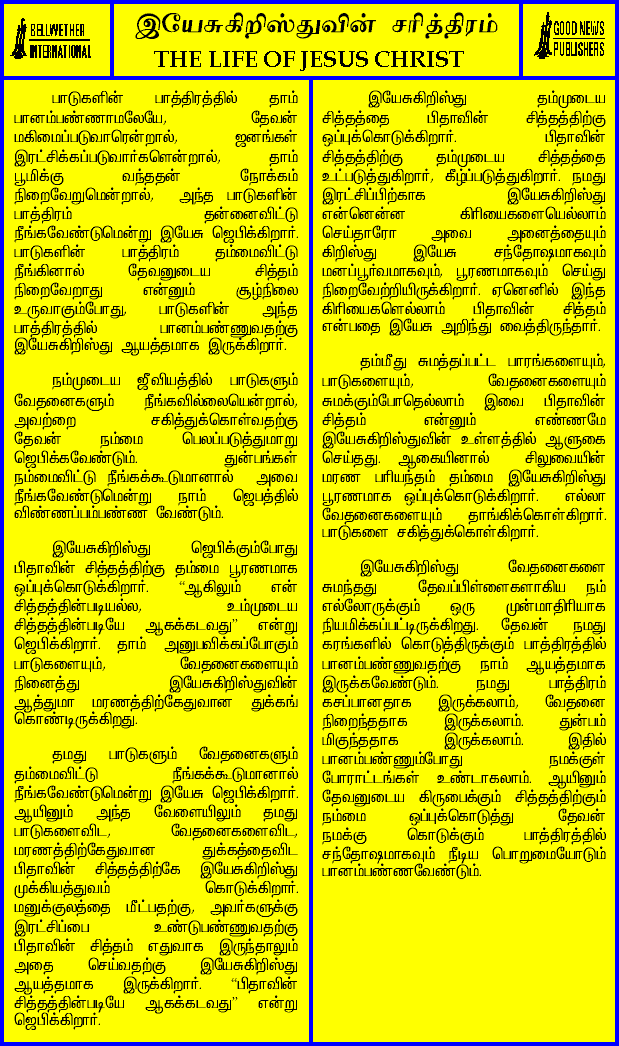 BELLWETHER
INTERNATIONAL
இயேசுகிறிஸ்துவின் சரித்திரம்
THE LIFE OF JESUS CHRIST
GOOD NEWS
PUBLISHERS
பாடுகளின் பாத்திரத்தில் தாம்
பானம்பண்ணாமலேயே, தேவன்
மகிமைப்படுவாரென்றால், ஜனங்கள்
இரட்சிக்கப்படுவார்களென்றால், தாம்
பூமிக்கு வந்ததன் நோக்கம்
நிறைவேறுமென்றால், அந்த பாடுகளின்
பாத்திரம் தன்னைவிட்டு
நீங்கவேண்டுமென்று இயேசு ஜெபிக்கிறார்.
பாடுகளின் பாத்திரம் தம்மைவிட்டு
நீங்கினால் தேவனுடைய சித்தம்
நிறைவேறாது என்னும் சூழ்நிலை
உருவாகும்போது, பாடுகளின் அந்த
பாத்திரத்தில் பானம்பண்ணுவதற்கு
இயேசுகிறிஸ்து ஆயத்தமாக இருக்கிறார்.
நம்முடைய ஜீவியத்தில் பாடுகளும்
வேதனைகளும் நீங்கவில்லையென்றால்,
அவற்றை சகித்துக்கொள்வதற்கு
தேவன் நம்மை பெலப்படுத்துமாறு
ஜெபிக்கவேண்டும். துன்பங்கள்
நம்மைவிட்டு நீங்கக்கூடுமானால் அவை
நீங்கவேண்டுமென்று நாம் ஜெபத்தில்
விண்ணப்பம்பண்ண வேண்டும்.
இயேசுகிறிஸ்து ஜெபிக்கும்போது
பிதாவின் சித்தத்திற்கு தம்மை பூரணமாக
ஒப்புக்கொடுக்கிறார். “ஆகிலும் என்
சித்தத்தின்படியல்ல, உம்முடைய
சித்தத்தின்படியே ஆகக்கடவது” என்று
ஜெபிக்கிறார். தாம் அனுபவிக்கப்போகும்
பாடுகளையும், வேதனைகளையும்
நினைத்து இயேசுகிறிஸ்துவின்
ஆத்துமா மரணத்திற்கேதுவான துக்கங்
கொண்டிருக்கிறது.
தமது பாடுகளும் வேதனைகளும்
தம்மைவிட்டு நீங்கக்கூடுமானால்
நீங்கவேண்டுமென்று இயேசு ஜெபிக்கிறார்.
ஆயினும் அந்த வேளையிலும் தமது
பாடுகளைவிட, வேதனைகளைவிட,
மரணத்திற்கேதுவான துக்கத்தைவிட
பிதாவின் சித்தத்திற்கே இயேசுகிறிஸ்து
முக்கியத்துவம் கொடுக்கிறார்.
மனுக்குலத்தை மீட்பதற்கு, அவர்களுக்கு
இரட்சிப்பை உண்டுபண்ணுவதற்கு
பிதாவின் சித்தம் எதுவாக இருந்தாலும்
அதை செய்வதற்கு இயேசுகிறிஸ்து
ஆயத்தமாக இருக்கிறார். “பிதாவின்
சித்தத்தின்படியே ஆகக்கடவது” என்று
ஜெபிக்கிறார்.
இயேசுகிறிஸ்து தம்முடைய
சித்தத்தை பிதாவின் சித்தத்திற்கு
ஒப்புக்கொடுக்கிறார். பிதாவின்
சித்தத்திற்கு தம்முடைய சித்தத்தை
உட்படுத்துகிறார், கீழ்ப்படுத்துகிறார். நமது
இரட்சிப்பிற்காக இயேசுகிறிஸ்து
என்னென்ன கிரியைகளையெல்லாம்
செய்தாரோ அவை அனைத்தையும்
கிறிஸ்து இயேசு சந்தோஷமாகவும்
மனப்பூர்வமாகவும், பூரணமாகவும் செய்து
நிறைவேற்றியிருக்கிறார். ஏனெனில் இந்த
கிரியைகளெல்லாம் பிதாவின் சித்தம்
என்பதை இயேசு அறிந்து வைத்திருந்தார்.
தம்மீது சுமத்தப்பட்ட பாரங்களையும்,
பாடுகளையும், வேதனைகளையும்
சுமக்கும்போதெல்லாம் இவை பிதாவின்
சித்தம் என்னும் எண்ணமே
இயேசுகிறிஸ்துவின் உள்ளத்தில் ஆளுகை
செய்தது. ஆகையினால் சிலுவையின்
மரண பரியந்தம் தம்மை இயேசுகிறிஸ்து
பூரணமாக ஒப்புக்கொடுக்கிறார். எல்லா
வேதனைகளையும் தாங்கிக்கொள்கிறார்.
பாடுகளை சகித்துக்கொள்கிறார்.
இயேசுகிறிஸ்து வேதனைகளை
சுமந்தது தேவப்பிள்ளைகளாகிய நம்
எல்லோருக்கும் ஒரு முன்மாதிரியாக
நியமிக்கப்பட்டிருக்கிறது. தேவன் நமது
கரங்களில் கொடுத்திருக்கும் பாத்திரத்தில்
பானம்பண்ணுவதற்கு நாம் ஆயத்தமாக
இருக்கவேண்டும். நமது பாத்திரம்
கசப்பானதாக இருக்கலாம், வேதனை
நிறைந்ததாக இருக்கலாம். துன்பம்
மிகுந்ததாக இருக்கலாம். இதில்
பானம்பண்ணும்போது நமக்குள்
போராட்டங்கள் உண்டாகலாம். ஆயினும்
தேவனுடைய கிருபைக்கும் சித்தத்திற்கும்
நம்மை ஒப்புக்கொடுத்து தேவன்
நமக்கு கொடுக்கும் பாத்திரத்தில்
சந்தோஷமாகவும் நீடிய பொறுமையோடும்
பானம்பண்ணவேண்டும்.